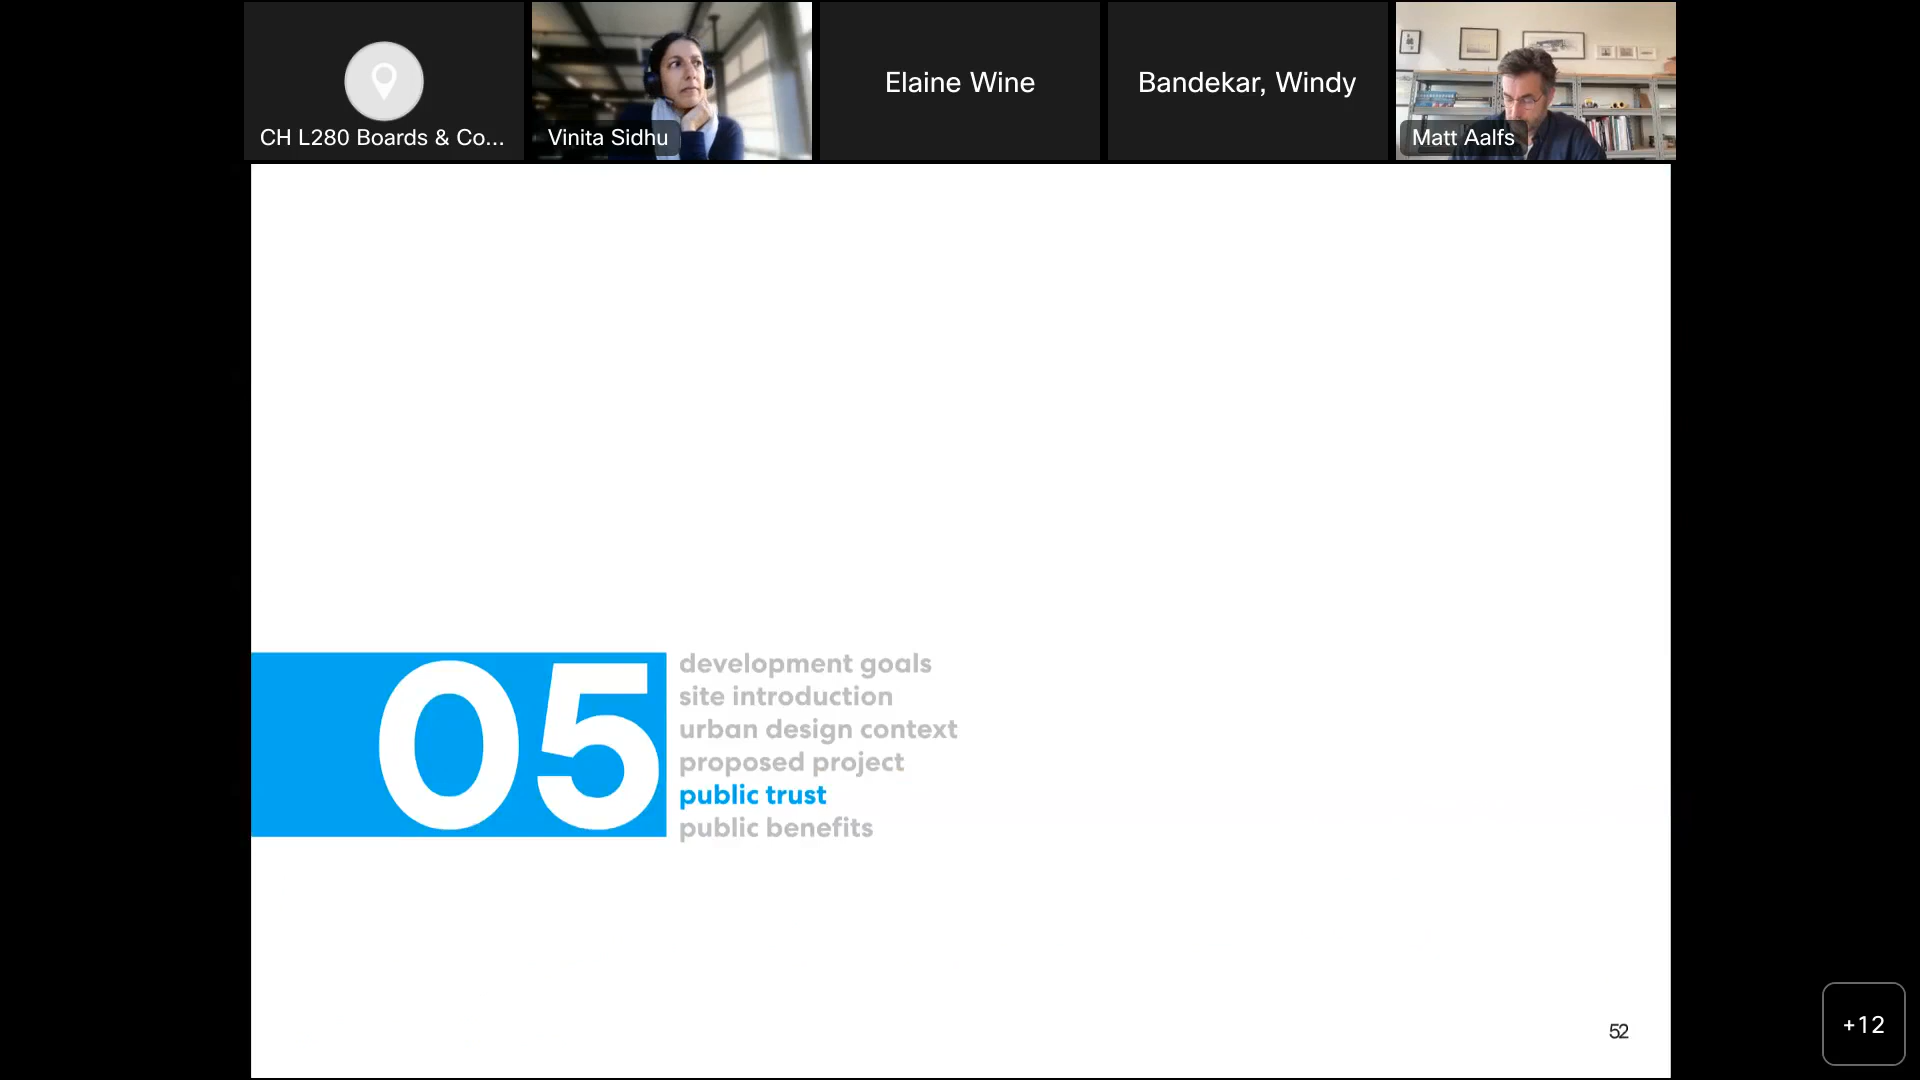 CH L280 Boards & Co...
Vinita Sidhu
Elaine Wine
Bandekar, Windy
Matt Aalfs
05
development goals
site introduction
urban design context
proposed project
public trust
public benefits
52
+12